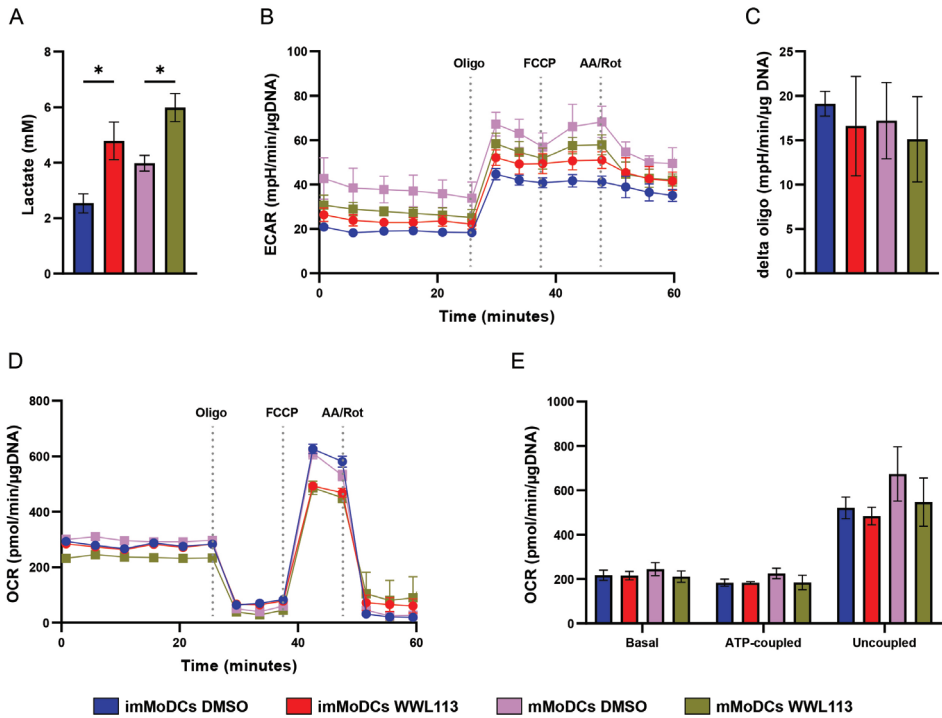 A
Lactate (mM)
8
6
4
2
0
*
*
B
ECAR (mpH/min/µgDNA)
100
80
60
40
20
0
Oligo
FCCP
AA/Rot
0
20
40
60
Time (minutes)
C
delta oligo (mpH/min/µg DNA)
25
20
15
10
5
0
D
OCR (pmol/min/µgDNA)
800
600
400
200
0
Oligo
FCCP
AA/Rot
0
20
40
60
Time (minutes)
E
OCR (pmol/min/µgDNA)
1000
800
600
400
200
0
Basal
ATP-coupled
Uncoupled
imMoDCs DMSO
imMoDCs WWL113
mMoDCs DMSO
mMoDCs WWL113